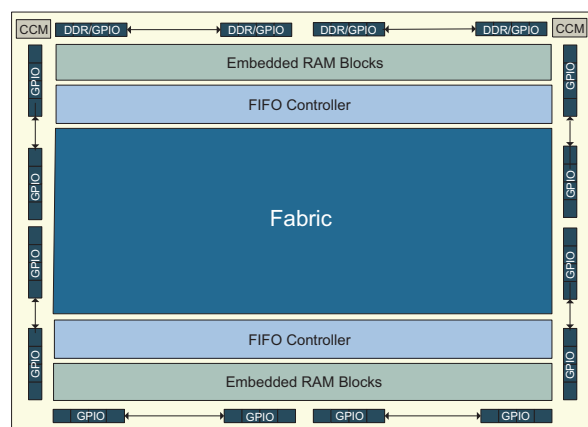 CCM DDR/GPIO DDR/GPIO DDR/GPIO DDR/GPIO CCM
Embedded RAM Blocks
GPIO GPIO
FIFO Controller
GPIO GPIO
Fabric
GPIO GPIO
FIFO Controller
GPIO GPIO
Embedded RAM Blocks
GPIO GPIO GPIO GPIO